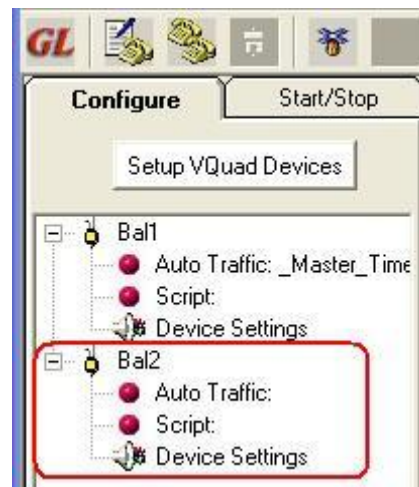 GL
Configure Start/Stop
Setup VQuad Devices
Bal1
Auto Traffic: _Master_Time
Script:
Device Settings
Bal2
Auto Traffic:
Script:
Device Settings